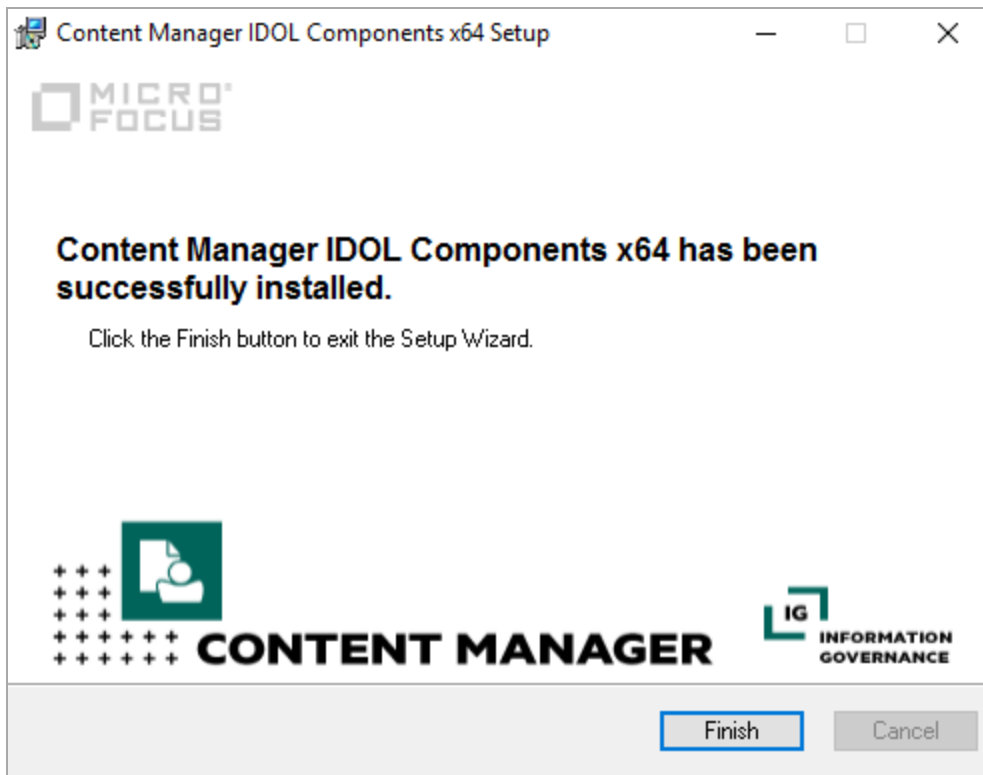 Content Manager IDOL Components x64 Setup
MICRO
FOCUS
Content Manager IDOL Components x64 has been
successfully installed.
Click the Finish button to exit the Setup Wizard.
CONTENT MANAGER
IG
INFORMATION
GOVERNANCE
Finish
Cancel